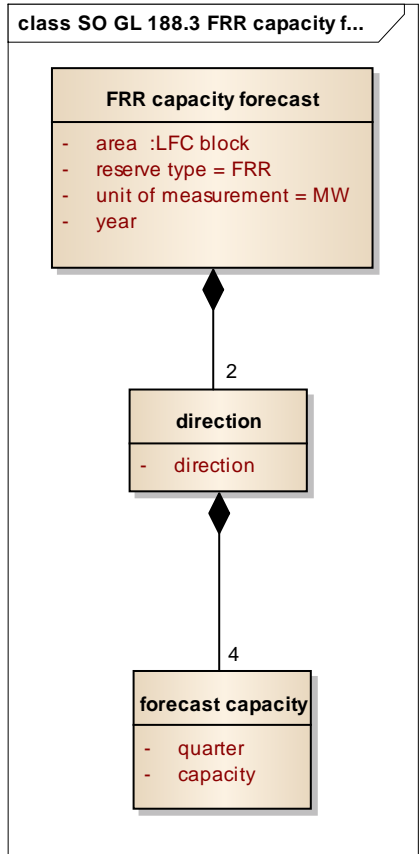 class SO GL 188.3 FRR capacity f...
FRR capacity forecast
- area :LFC block
- reserve type = FRR
- unit of measurement = MW
- year
2
direction
- direction
4
forecast capacity
- quarter
- capacity